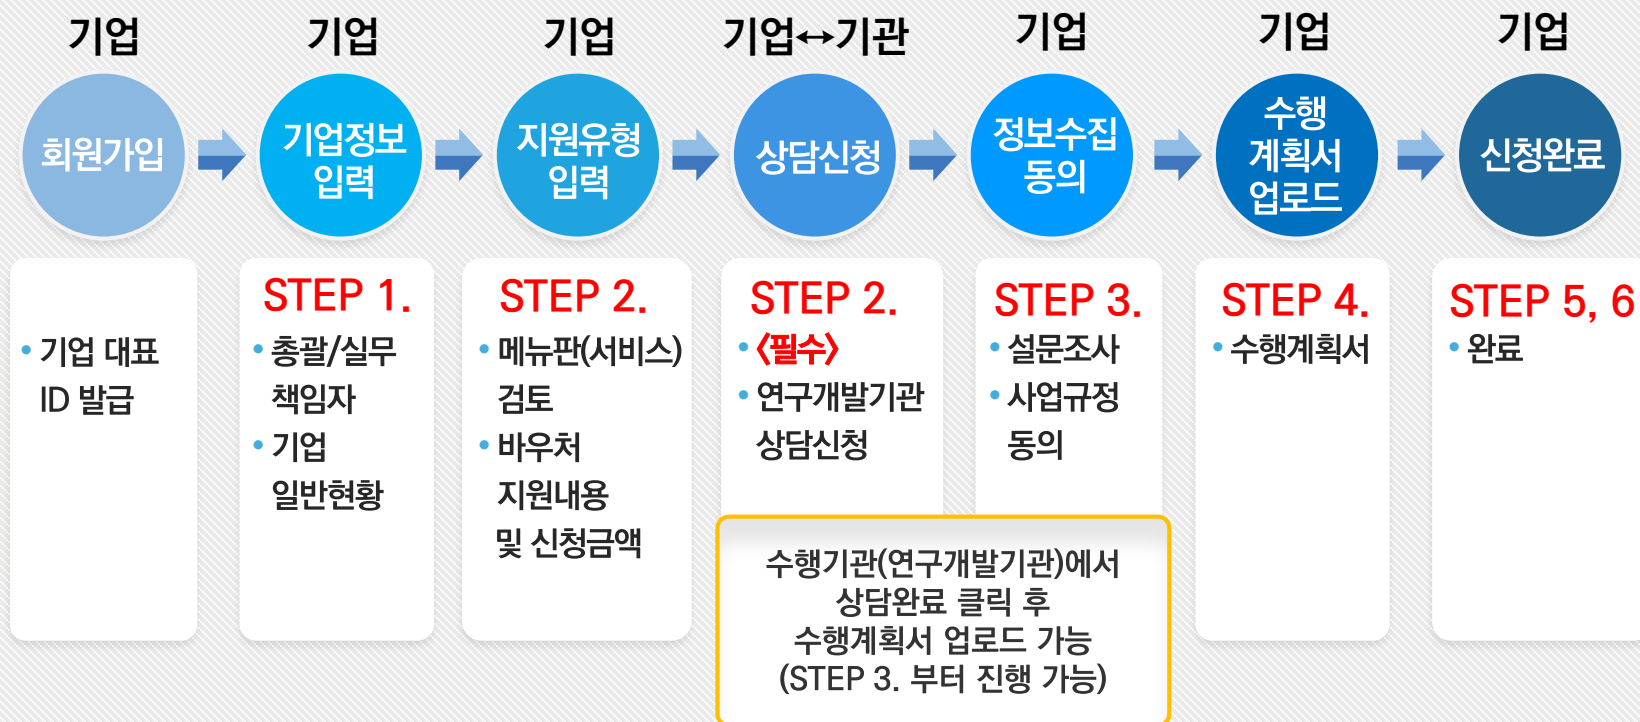 기업
기업
기업
기업↔기관
기업
기업
기업
회원가입
기업정보
입력
지원유형
입력
상담신청
정보수집
동의
수행
계획서
업로드
신청완료
• 기업 대표
ID 발급
STEP 1.
• 총괄/실무
책임자
• 기업
일반현황
STEP 2.
• 메뉴판(서비스)
검토
• 바우처
지원내용
및 신청금액
STEP 2.
• <필수>
• 연구개발기관
상담신청
STEP 3.
• 설문조사
• 사업규정
동의
STEP 4.
• 수행계획서
STEP 5, 6
• 완료
수행기관(연구개발기관)에서
상담완료 클릭 후
수행계획서 업로드 가능
(STEP 3. 부터 진행 가능)